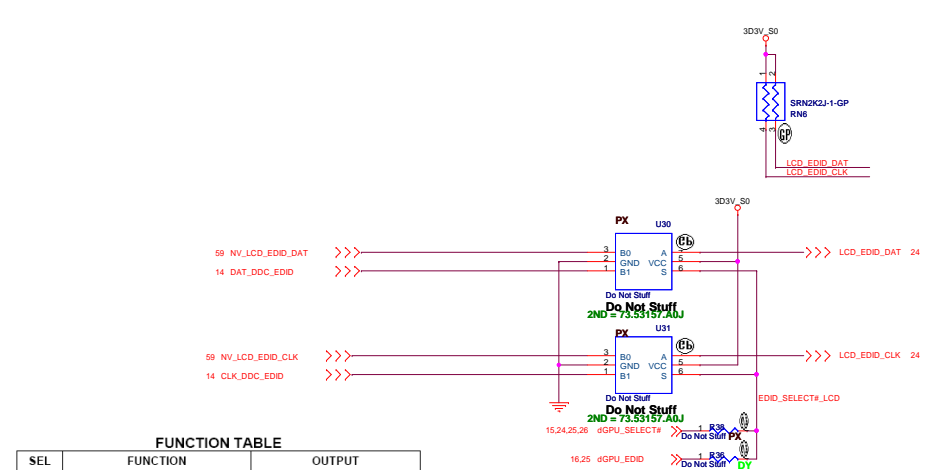 3D3V_S0
1 2
SRN2K2J-1-GP
RN6
4 3
LCD_EDID_DAT
LCD_EDID_CLK
3D3V_S0
PX
U30
59 NV_LCD_EDID_DAT
3 B0 A
LCD_EDID_DAT 24
2 GND VCC 5
14 DAT_DDC_EDID
1 B1 S 6
Do Not Stuff
Do Not Stuff
2ND = 73.53157.A0J
PX
U31
59 NV_LCD_EDID_CLK
3 B0 A
LCD_EDID_CLK 24
2 GND VCC 5
14 CLK_DDC_EDID
1 B1 S 6
Do Not Stuff
Do Not Stuff
2ND = 73.53157.A0J
EDID_SELECT#_LCD
15,24,25,26 dGPU_SELECT#
1
Do Not Stuff PX
16,25 dGPU_EDID
1 R36
Do Not Stuff DY
FUNCTION TABLE
SEL FUNCTION OUTPUT